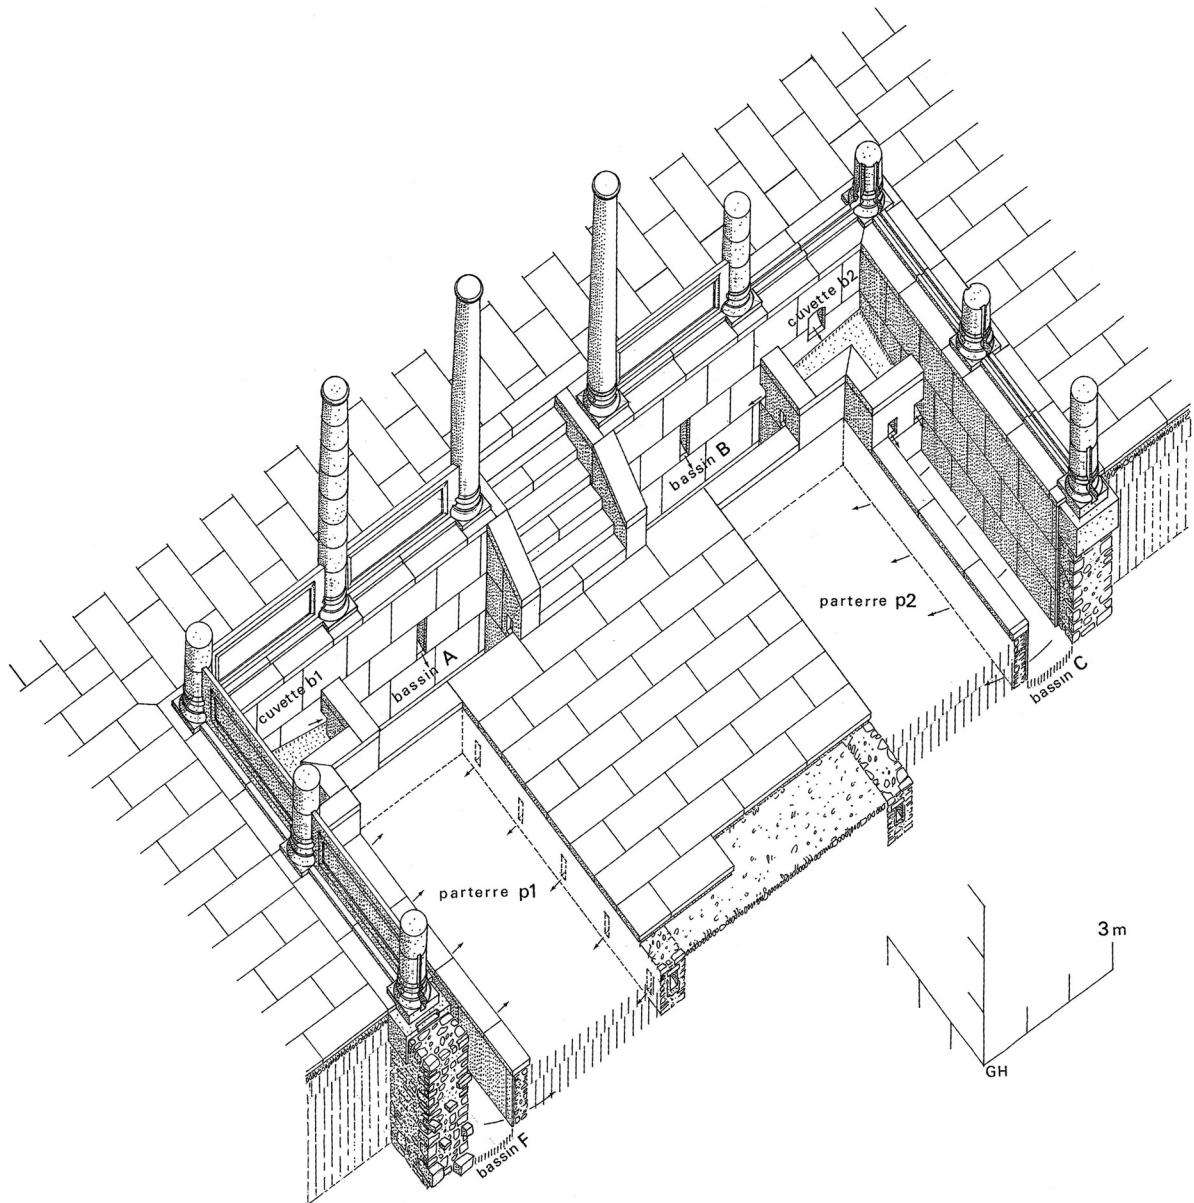 cuvette b2
bassin B
parterre p2
bassin A
cuvette b1
bassin C
parterre p1
3 m
GH
bassin F